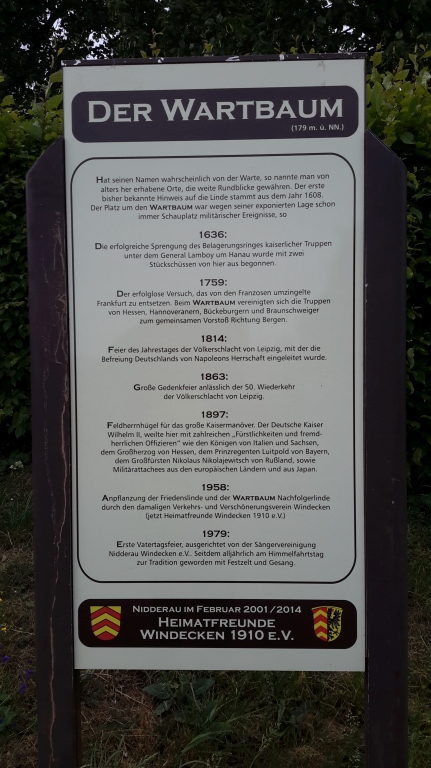 DER WARTBAUM
(179 m. ü. NN.)
Hat seinen Namen wahrscheinlich von der Warte, so nannte man von
alters her erhabene Orte, die weite Rundblicke gewähren. Der erste
bisher bekannte Hinweis auf die Linde stammt aus dem Jahr 1608.
Der Platz um den WARTBAUM war wegen seiner exponierten Lage schon
immer Schauplatz militärischer Ereignisse, so
1636:
Die erfolgreiche Sprengung des Belagerungsringes kaiserlicher Truppen
unter dem General Lamboy um Hanau wurde mit zwei
Stückschüssen von hier aus begonnen.
1759:
Der erfolglose Versuch, das von den Franzosen umzingelte
Frankfurt zu entsetzen. Beim WARTBAUM vereinigten sich die Truppen
von Hessen, Hannoveranern, Bückeburgern und Braunschweiger
zum gemeinsamen Vorstoß Richtung Bergen.
1814:
Feier des Jahrestages der Völkerschlacht von Leipzig, mit der die
Befreiung Deutschlands von Napoleons Herrschaft eingeleitet wurde.
1863:
Große Gedenkfeier anlässlich der 50. Wiederkehr
der Völkerschlacht von Leipzig.
1897:
Feldherrnhügel für das große Kaisermanöver. Der Deutsche Kaiser
Wilhelm II, weilte hier mit zahlreichen „Fürstlichkeiten und fremd-
herrlichen Offizieren" wie den Königen von Italien und Sachsen,
dem Großherzog von Hessen, dem Prinzregenten Luitpold von Bayern,
dem Großfürsten Nikolaus Nikolajewitsch von Rußland, sowie
Militärattachees aus den europäischen Ländern und aus Japan.
1958:
Anpflanzung der Friedenslinde und der WARTBAUM Nachfolgerlinde
durch den damaligen Verkehrs- und Verschönerungsverein Windecken
(jetzt Heimatfreunde Windecken 1910 e.V.)
1979:
Erste Vatertagsfeier, ausgerichtet von der Sängervereinigung
Nidderau Windecken e.V.. Seitdem alljährlich am Himmelfahrtstag
zur Tradition geworden mit Festzelt und Gesang.
NIDDERAU IM FEBRUAR 2001/2014
HEIMATFREUNDE
WINDECKEN 1910 E.V.